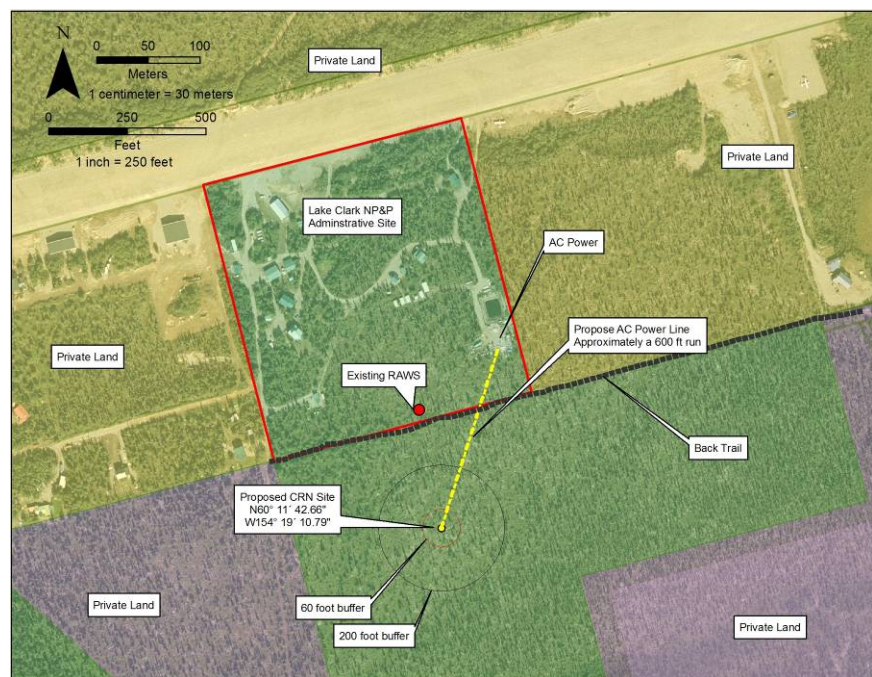 Private Land
N
0 50 100
Meters
1 centimeter = 30 meters
0 250 500
Feet
1 inch = 250 feet
Private Land
Lake Clark NP&P
Adminstrative Site
AC Power
Propose AC Power Line
Approximately a 600 ft run
Private Land
Existing RAWS
Back Trail
Proposed CRN Site
N60° 11´ 42.66"
W154° 19´ 10.79"
Private Land
60 foot buffer
200 foot buffer
Private Land